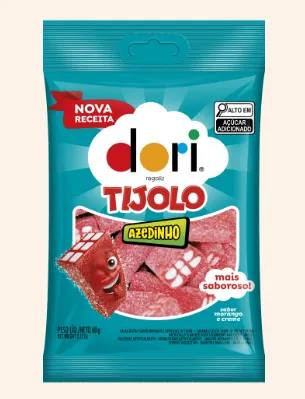 NOVA
RECEITA
ALTO EM
AÇÚCAR
ADICIONADO
dori
regaliz
TIJOLO
AZEDINHO
mais
saboroso!
sabor
morango
e creme